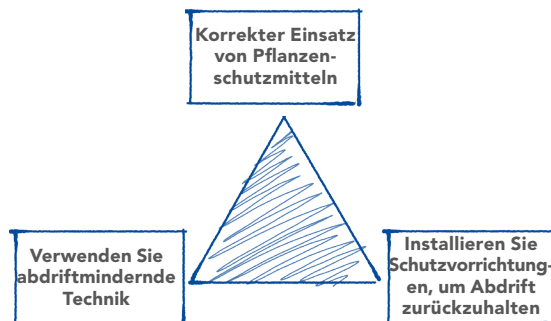 Korrekter Einsatz
von Pflanzen-
schutzmitteln
Verwenden Sie
abdriftmindernde
Technik
Installieren Sie
Schutzvorrichtung-
en, um Abdrift
zurückzuhalten